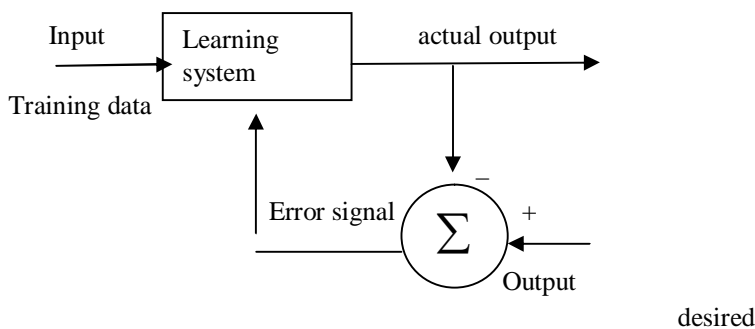 Input
Learning
system
actual output
Training data
−
Error signal
+
Σ
Output
desired